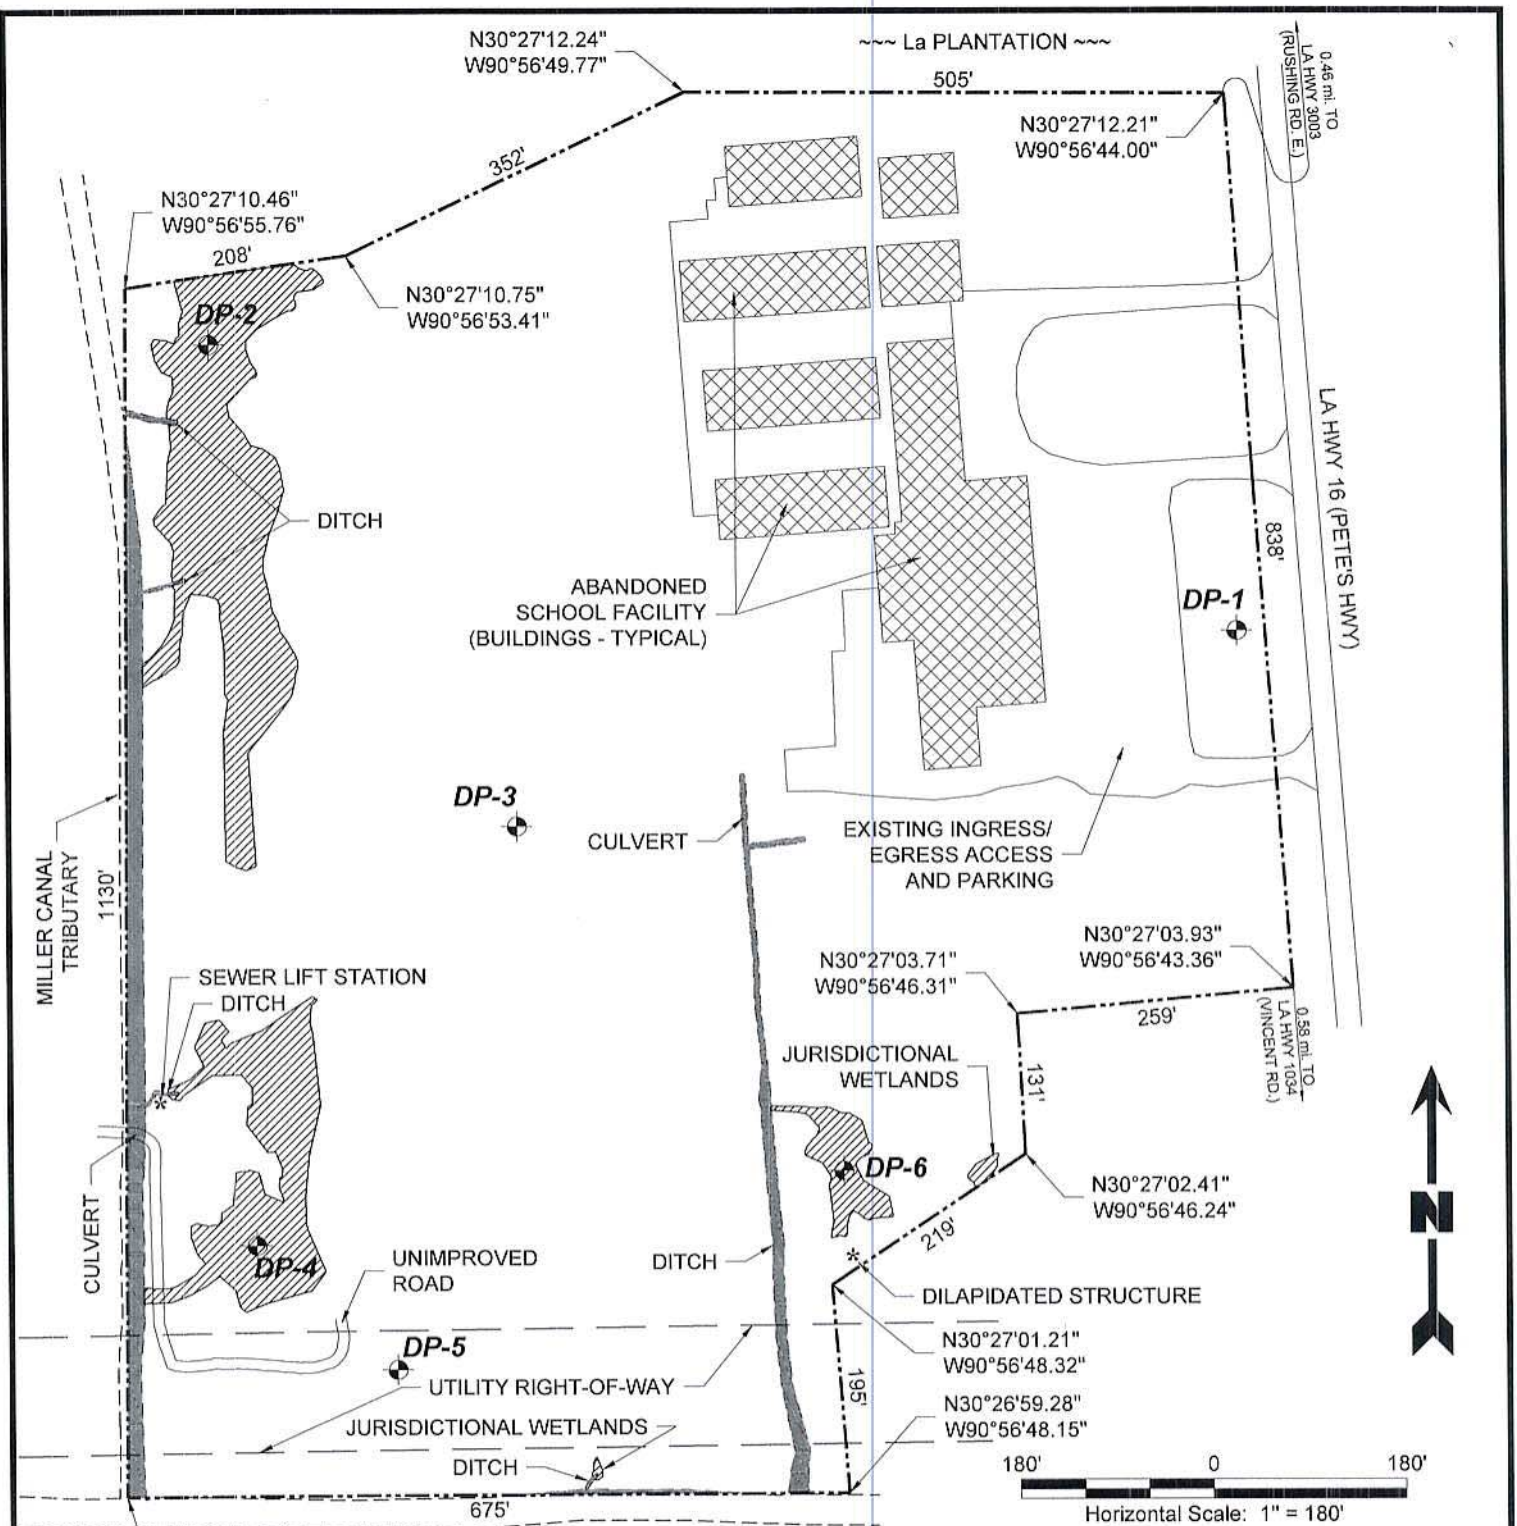 N30°27'12.24"
W90°56'49.77"
~~~ La PLANTATION ~~~
505'
0.46 mi. TO
LA HWY 3003
(RUSHING RD. E.)
N30°27'12.21"
W90°56'44.00"
352'
N30°27'10.46"
W90°56'55.76"
208'
N30°27'10.75"
W90°56'53.41"
DP-2
DITCH
LA HWY 16 (PETE'S HWY)
838'
ABANDONED
SCHOOL FACILITY
(BUILDINGS - TYPICAL)
DP-1
DP-3
CULVERT
EXISTING INGRESS/
EGRESS ACCESS
AND PARKING
MILLER CANAL
TRIBUTARY
1130'
N30°27'03.93"
W90°56'43.36"
N30°27'03.71"
W90°56'46.31"
SEWER LIFT STATION
DITCH
259'
0.58 mi. TO
LA HWY 1034
(VINCENT RD.)
JURISDICTIONAL
WETLANDS
131'
DP-6
N30°27'02.41"
W90°56'46.24"
N
CULVERT
219'
DP-4
UNIMPROVED
ROAD
DITCH
DILAPIDATED STRUCTURE
N30°27'01.21"
W90°56'48.32"
DP-5
UTILITY RIGHT-OF-WAY
195'
N30°26'59.28"
W90°56'48.15"
JURISDICTIONAL WETLANDS
DITCH
675'
180' 0 180'
Horizontal Scale: 1" = 180'